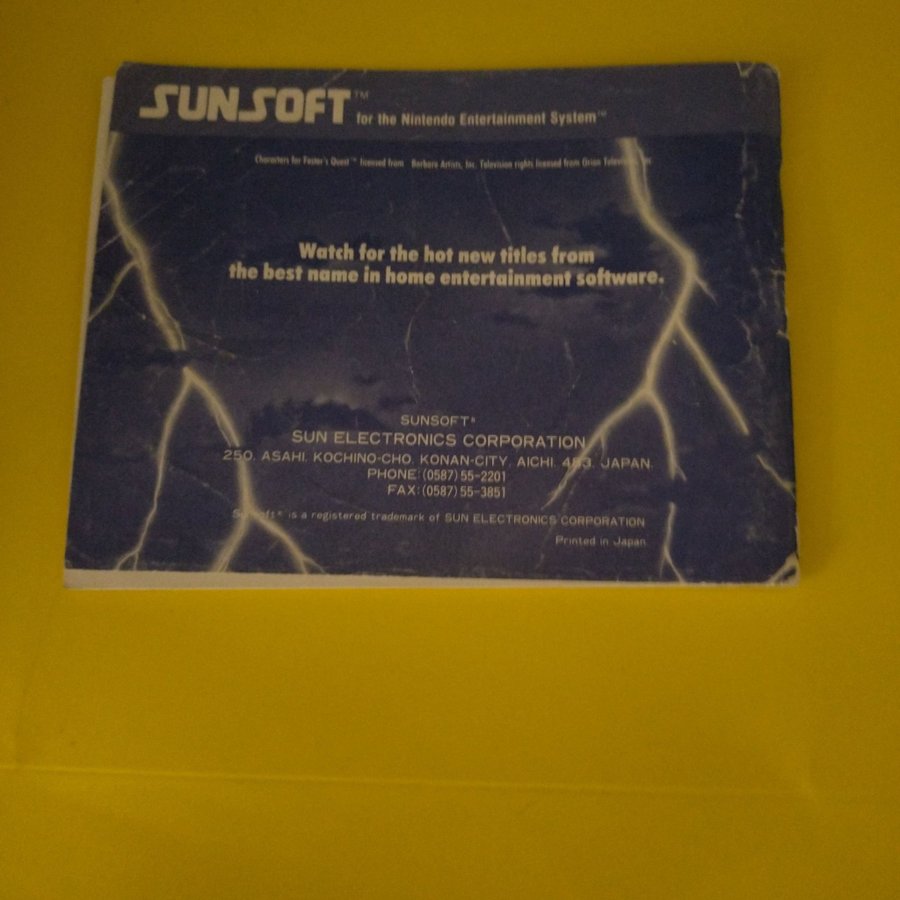 SUNSOFT™ for the Nintendo Entertainment System™
Characters for Fester's Quest™ licensed from Barbara Artists, Inc. Television rights licensed from Orion Television, Inc
Watch for the hot new titles from
the best name in home entertainment software.
SUNSOFT®
SUN ELECTRONICS CORPORATION
250, ASAHI, KOCHINO-CHO, KONAN-CITY, AICHI, 483, JAPAN.
PHONE:(0587)55-2201
FAX:(0587)55-3851
Sunsoft® is a registered trademark of SUN ELECTRONICS CORPORATION
Printed in Japan